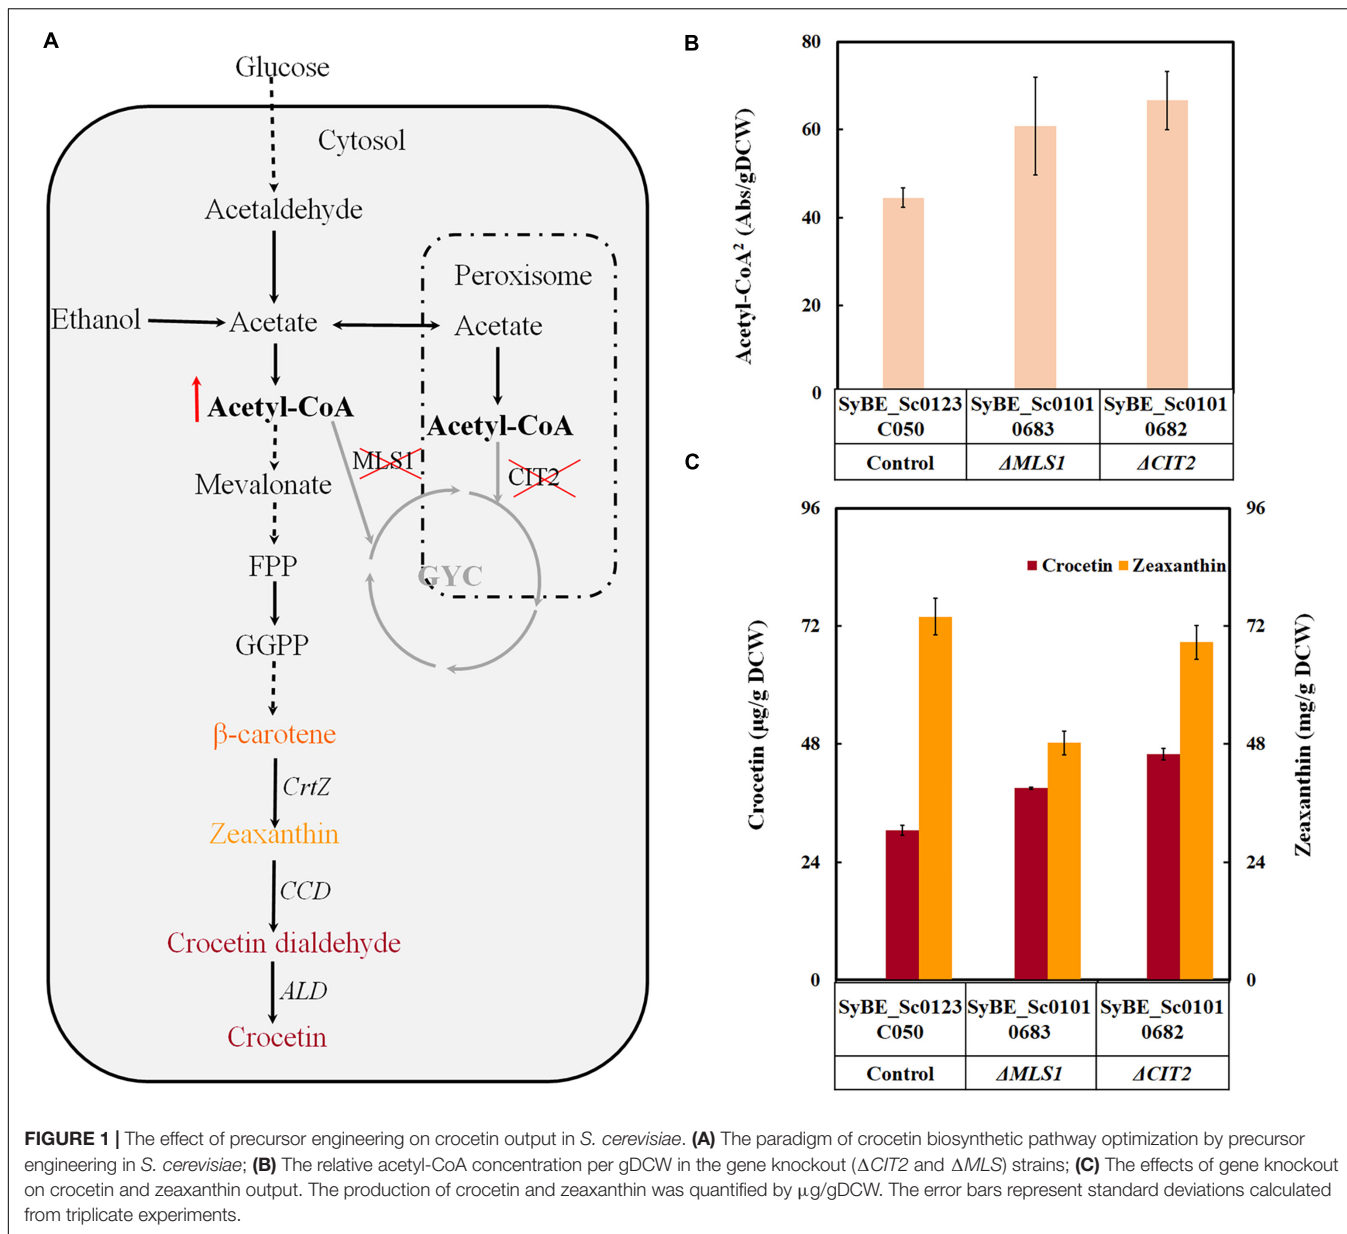 A
Glucose
Cytosol
Acetaldehyde
Peroxisome
Ethanol
Acetate
Acetate
Acetyl-CoA
Acetyl-CoA
MLS1
CIT2
Mevalonate
FPP
GYC
GGPP
β-carotene
CrtZ
Zeaxanthin
CCD
Crocetin dialdehyde
ALD
Crocetin
B
Acetyl-CoA² (Abs/gDCW)
80
60
40
20
0
SyBE_Sc0123 SyBE_Sc0101 SyBE_Sc0101
C050 0683 0682
Control ΔMLS1 ΔCIT2
C
Crocetin (µg/g DCW)
Zeaxanthin (mg/g DCW)
96 96
Crocetin Zeaxanthin
72 72
48 48
24 24
0 0
SyBE_Sc0123 SyBE_Sc0101 SyBE_Sc0101
C050 0683 0682
Control ΔMLS1 ΔCIT2
FIGURE 1 | The effect of precursor engineering on crocetin output in S. cerevisiae. (A) The paradigm of crocetin biosynthetic pathway optimization by precursor
engineering in S. cerevisiae; (B) The relative acetyl-CoA concentration per gDCW in the gene knockout (ΔCIT2 and ΔMLS) strains; (C) The effects of gene knockout
on crocetin and zeaxanthin output. The production of crocetin and zeaxanthin was quantified by µg/gDCW. The error bars represent standard deviations calculated
from triplicate experiments.